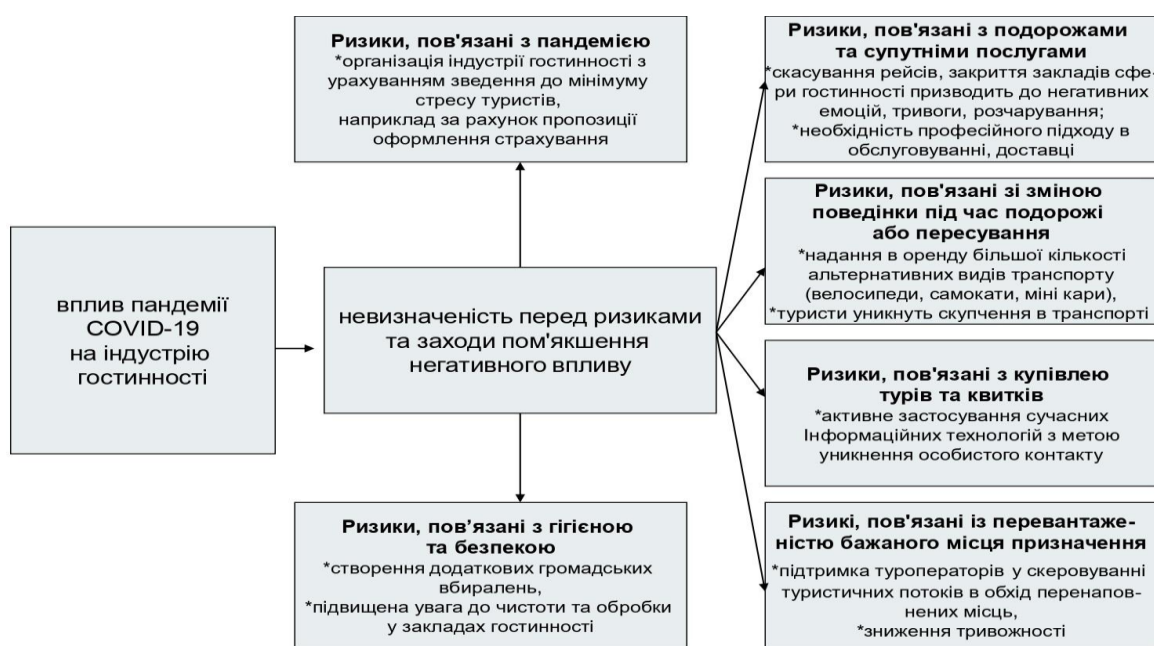 Ризики, пов'язані з пандемією
*організація індустрії гостинності з
урахуванням зведення до мінімуму
стресу туристів,
наприклад за рахунок пропозиції
оформлення страхування
Ризики, пов'язані з подорожами
та супутніми послугами
*скасування рейсів, закриття закладів сфе-
ри гостинності призводить до негативних
емоцій, тривоги, розчарування;
*необхідність професійного підходу в
обслуговуванні, доставці
Ризики, пов'язані зі зміною
поведінки під час подорожі
або пересування
*надання в оренду більшої кількості
альтернативних видів транспорту
(велосипеди, самокати, міні кари),
*туристи уникнуть скупчення в транспорті
вплив пандемії
COVID-19
на індустрію
гостинності
невизначеність перед ризиками
та заходи пом'якшення
негативного впливу
Ризики, пов'язані з купівлею
турів та квитків
*активне застосування сучасних
Інформаційних технологій з метою
уникнення особистого контакту
Ризики, пов’язані з гігієною
та безпекою
*створення додаткових громадських
вбиралень,
*підвищена увага до чистоти та обробки
у закладах гостинності
Ризикі, пов'язані із перевантаже-
ністю бажаного місця призначення
*підтримка туроператорів у скеровуванні
туристичних потоків в обхід перенапов-
нених місць,
*зниження тривожності